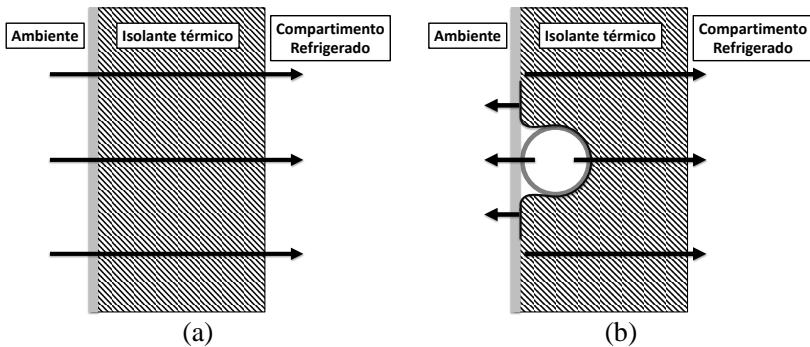 Ambiente
Isolante térmico
Compartimento
Refrigerado
(a)
Ambiente
Isolante térmico
Compartimento
Refrigerado
(b)